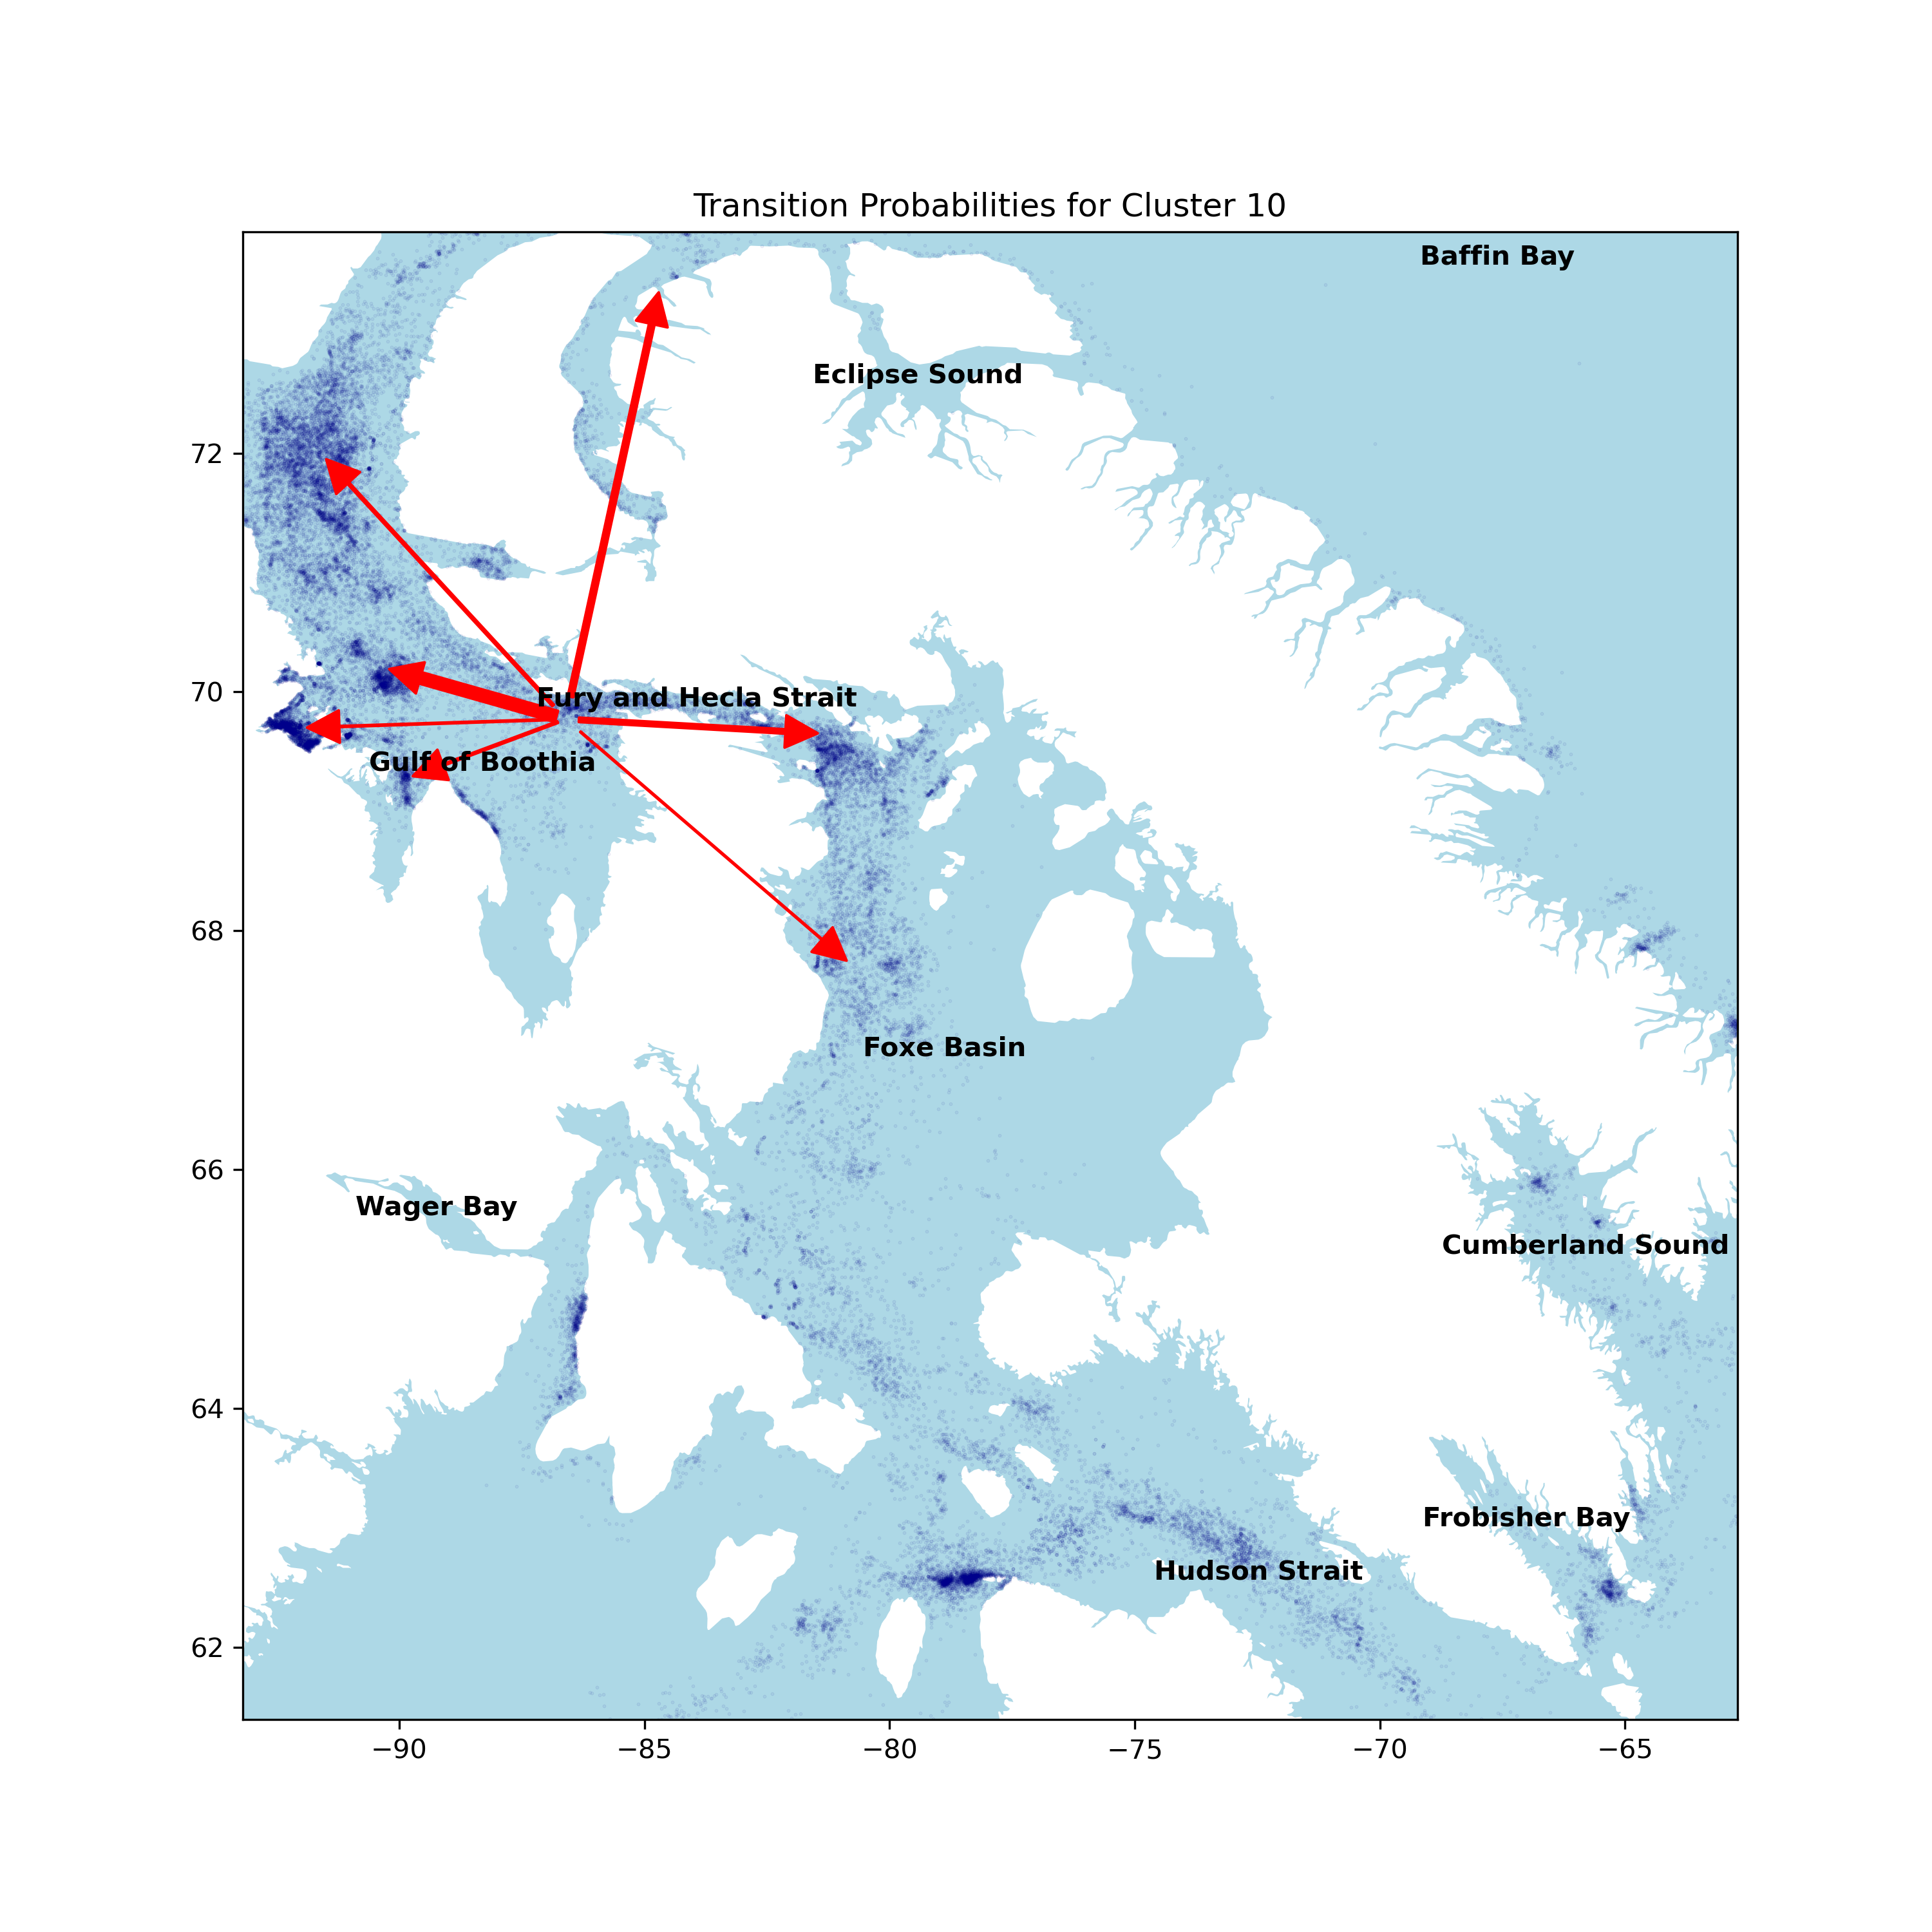 Transition Probabilities for Cluster 10
Baffin Bay
Eclipse Sound
72
70
Fury and Hecla Strait
Gulf of Boothia
68
Foxe Basin
66
Wager Bay
Cumberland Sound
64
Frobisher Bay
Hudson Strait
62
−90
−85
−80
−75
−70
−65